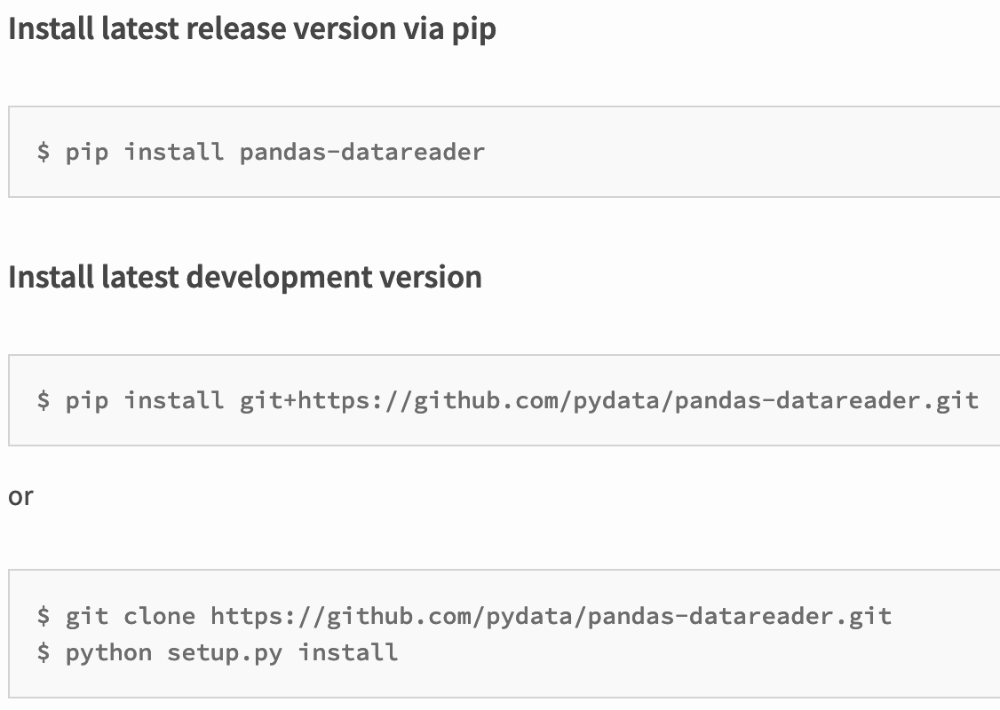 Install latest release version via pip
$ pip install pandas-datareader
Install latest development version
$ pip install git+https://github.com/pydata/pandas-datareader.git
or
$ git clone https://github.com/pydata/pandas-datareader.git
$ python setup.py install